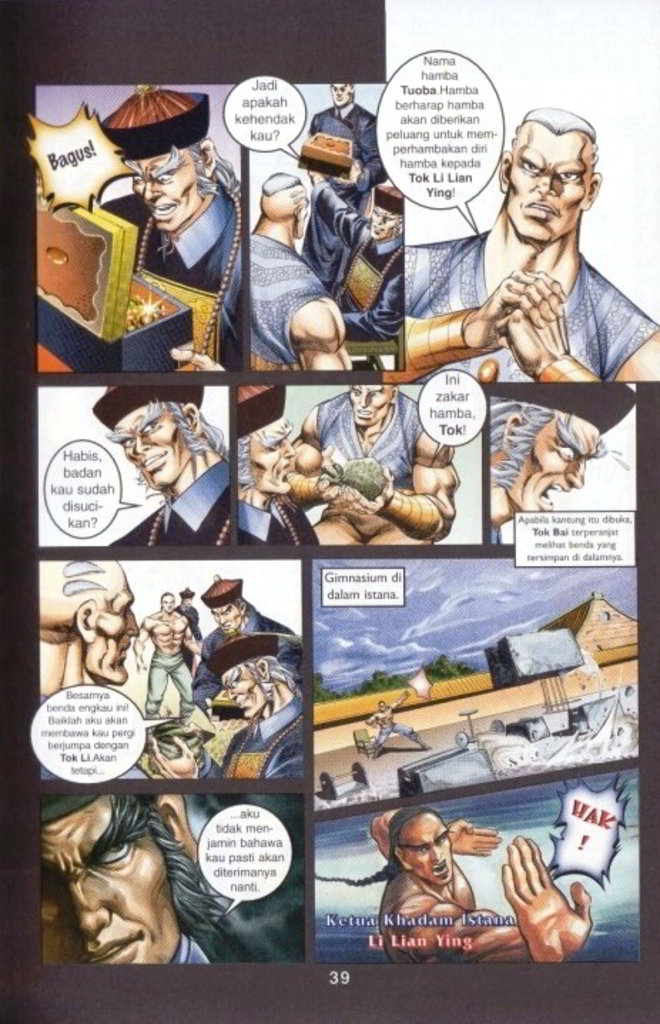 Bagus!
Jadi
apakah
kehendak
kau?
Nama
hamba
Tuoba.Hamba
berharap hamba
akan diberikan
peluang untuk mem-
perhambakan diri
hamba kepada
Tok Li Lian
Ying!
Habis,
badan
kau sudah
disuci-
kan?
Ini
zakar
hamba,
Tok!
Apabila kantung itu dibuka,
Tok Bai terperanjat
melihat benda yang
tersimpan di dalamnya.
Besarnya
benda engkau ini!
Baiklah aku akan
membawa kau pergi
berjumpa dengan
Tok Li.Akan
tetapi...
Gimnasium di
dalam istana.
...aku
tidak men-
jamin bahawa
kau pasti akan
diterimanya
nanti.
HAK
!
Ketua Khadam Istana
Li Lian Ying
39